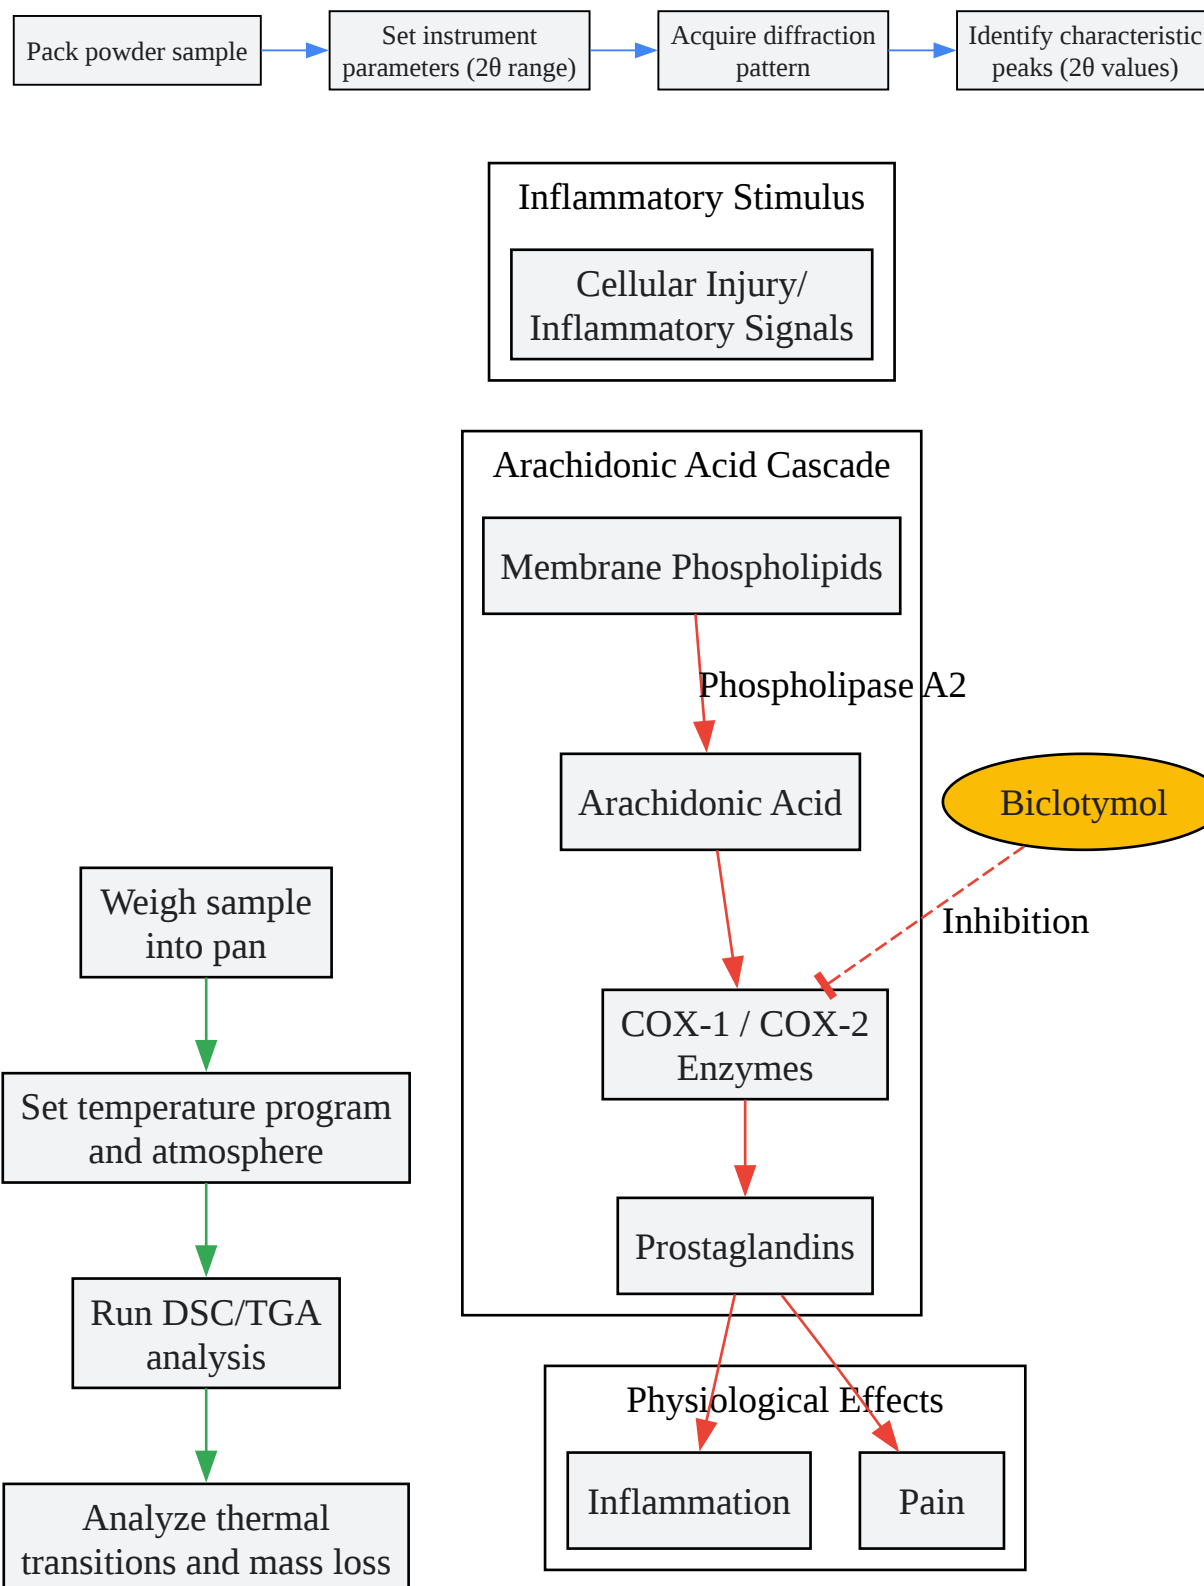 Pack powder sample
Set instrument
parameters (2θ range)
Acquire diffraction
pattern
Identify characteristic
peaks (2θ values)
Inflammatory Stimulus
Cellular Injury/
Inflammatory Signals
Arachidonic Acid Cascade
Membrane Phospholipids
Phospholipase A2
Arachidonic Acid
Biclotymol
Inhibition
COX-1 / COX-2
Enzymes
Prostaglandins
Physiological Effects
Inflammation
Pain
Weigh sample
into pan
Set temperature program
and atmosphere
Run DSC/TGA
analysis
Analyze thermal
transitions and mass loss